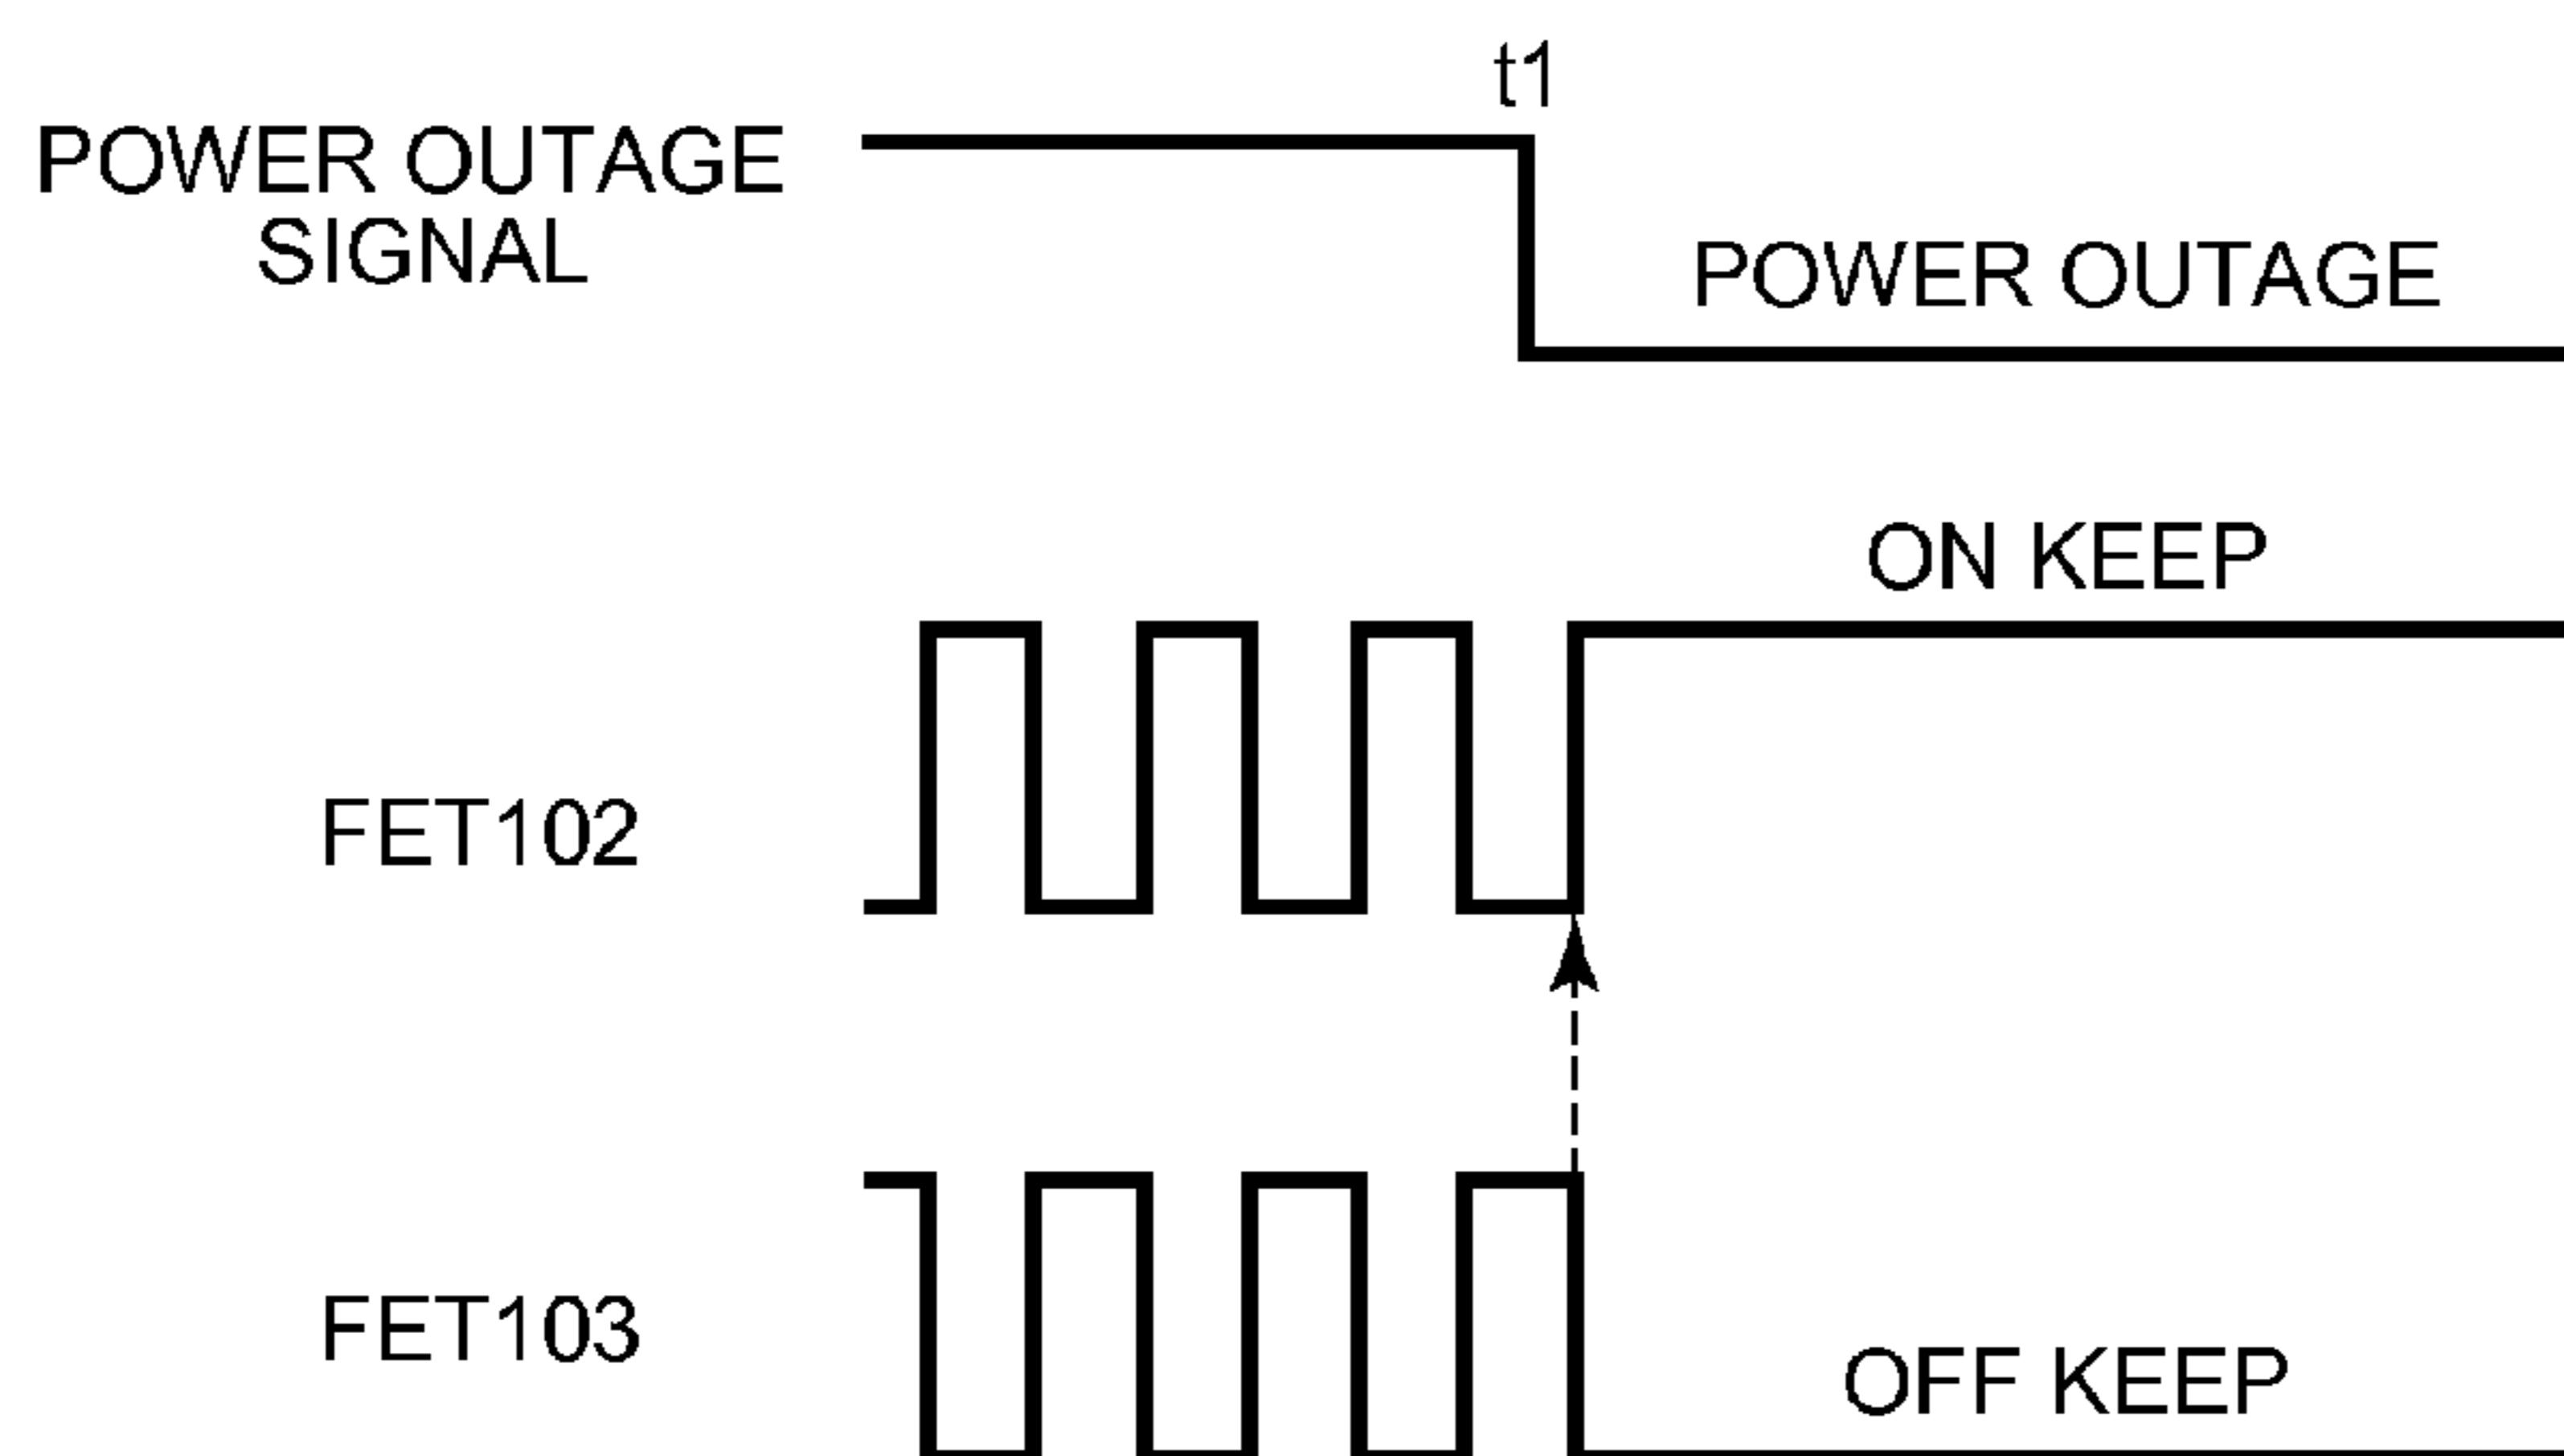 t1
POWER OUTAGE
SIGNAL
POWER OUTAGE
ON KEEP
FET102
FET103
OFF KEEP